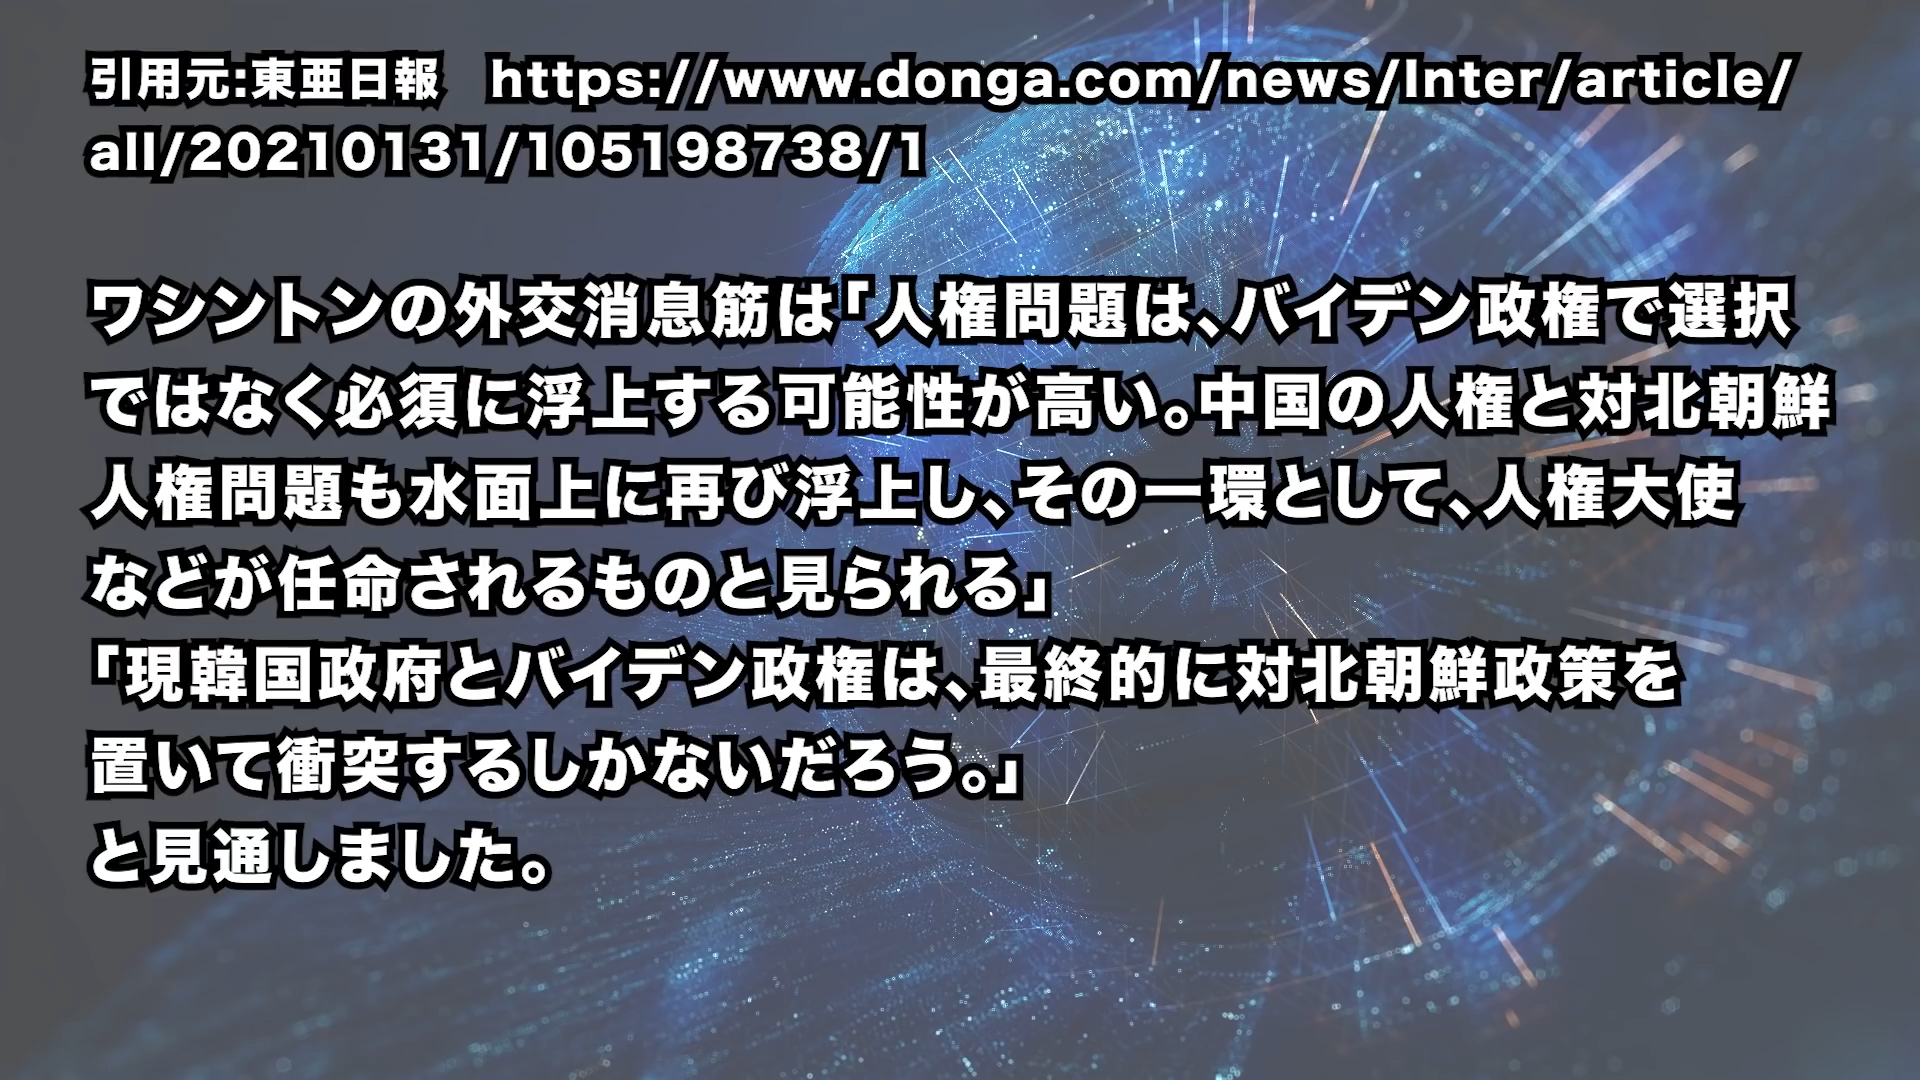 引用元:東亜日報　https://www.donga.com/news/Inter/article/
all/20210131/105198738/1
ワシントンの外交消息筋は「人権問題は、バイデン政権で選択
ではなく必須に浮上する可能性が高い。中国の人権と対北朝鮮
人権問題も水面上に再び浮上し、その一環として、人権大使
などが任命されるものと見られる」
「現韓国政府とバイデン政権は、最終的に対北朝鮮政策を
置いて衝突するしかないだろう。」
と見通しました。